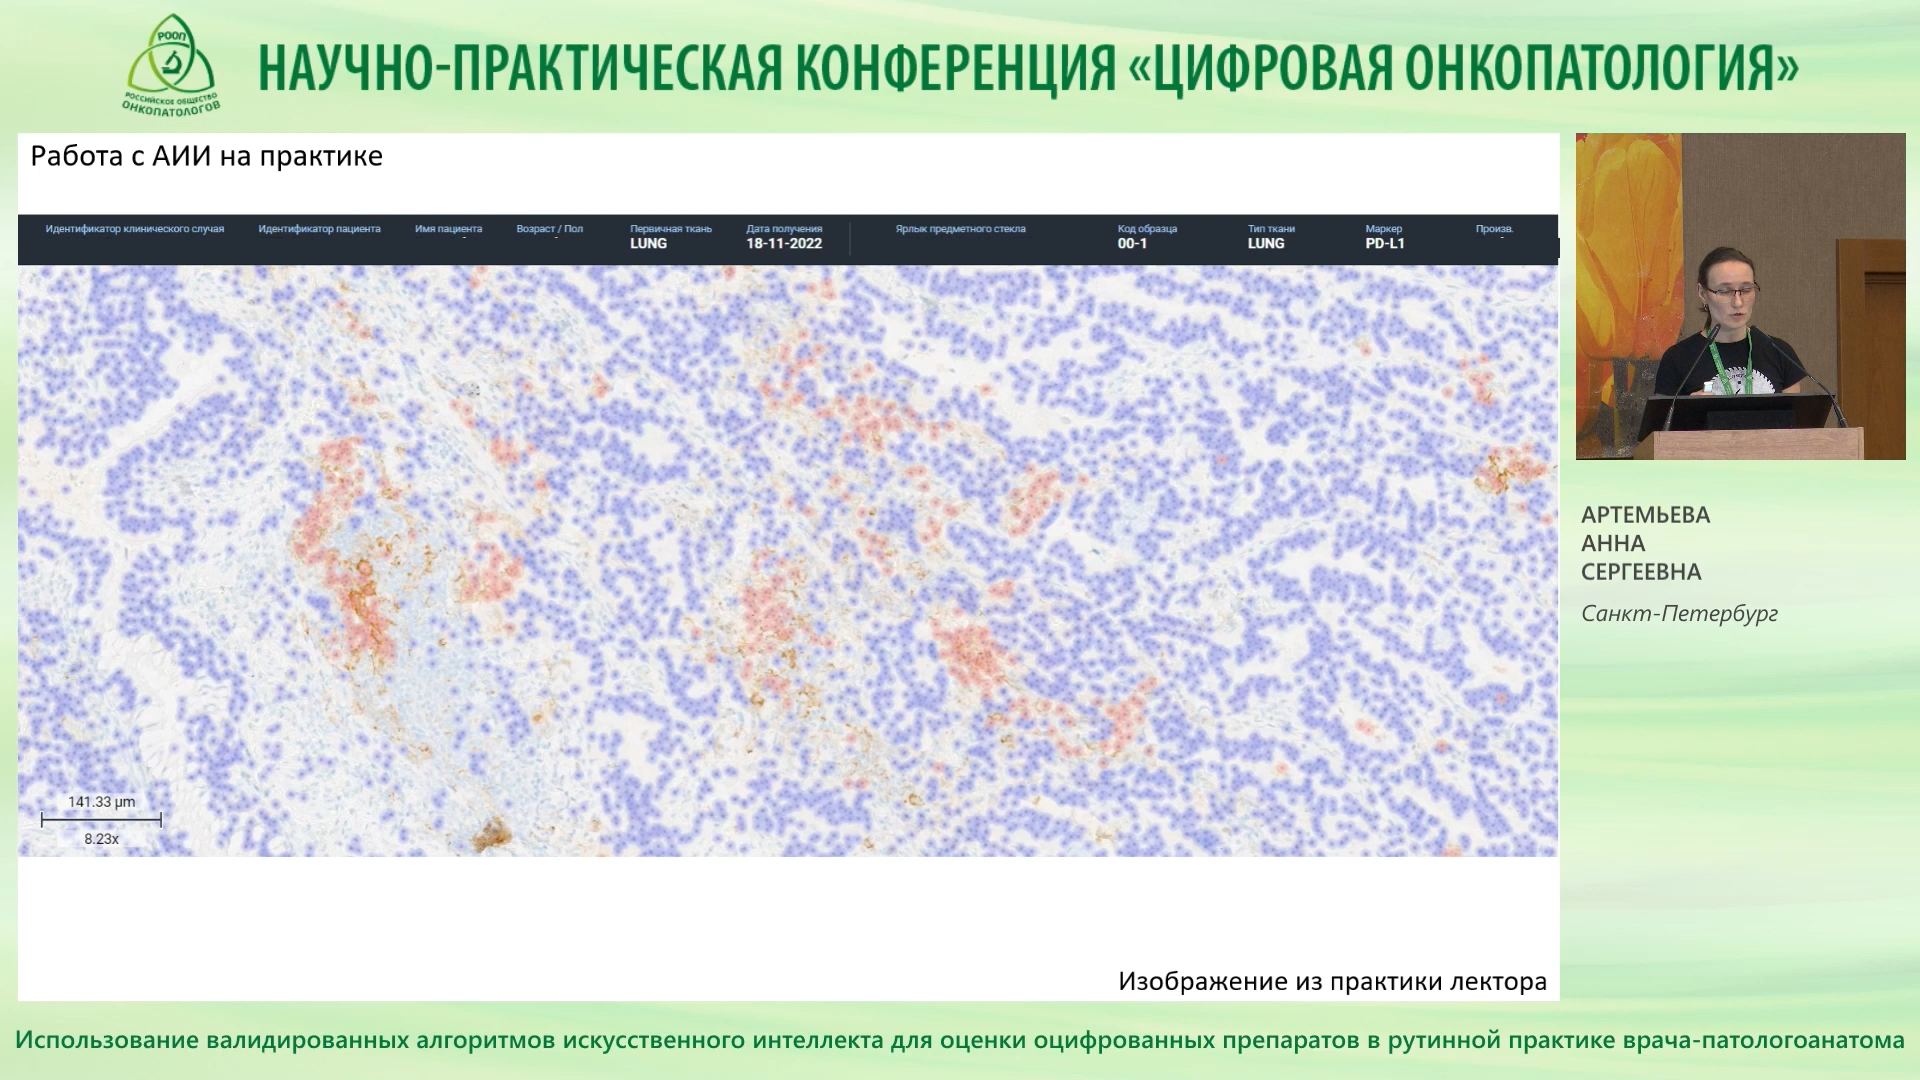 РООП
РОССИЙСКОЕ ОБЩЕСТВО
ОНКОПАТОЛОГОВ
НАУЧНО-ПРАКТИЧЕСКАЯ КОНФЕРЕНЦИЯ «ЦИФРОВАЯ ОНКОПАТОЛОГИЯ»
Работа с АИИ на практике
Идентификатор клинического случая Идентификатор пациента Имя пациента Возраст / Пол Первичная ткань Дата получения Ярлык предметного стекла Код образца Тип ткани Маркер Произв.
- - LUNG 18-11-2022 00-1 LUNG PD-L1 -
141.33 µm
8.23x
Изображение из практики лектора
АРТЕМЬЕВА
АННА
СЕРГЕЕВНА
Санкт-Петербург
Использование валидированных алгоритмов искусственного интеллекта для оценки оцифрованных препаратов в рутинной практике врача-патологоанатома